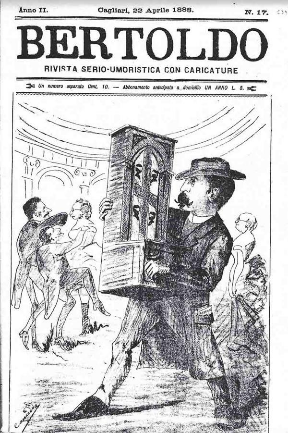 Anno II. Cagliari, 22 Aprile 1888. N. 17.
BERTOLDO
RIVISTA SERIO-UMORISTICA CON CARICATURE
Un numero separato Cent. 10. — Abbonamento anticipato a domicilio UN ANNO L. 5.